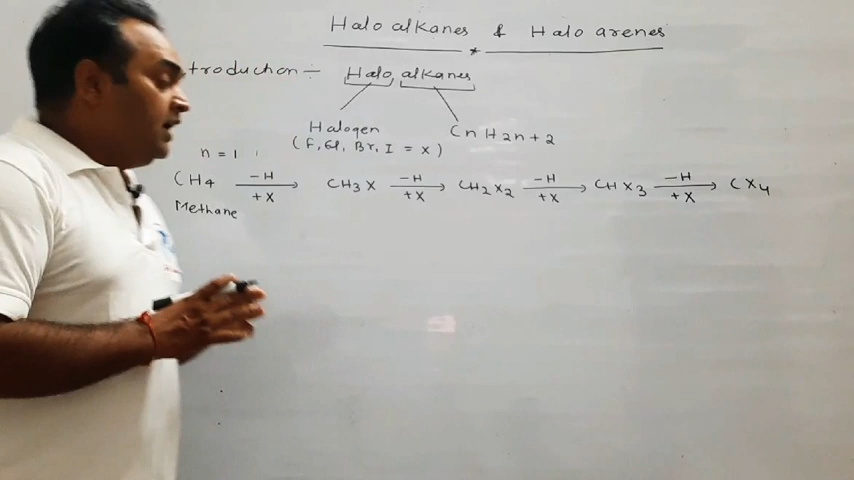 Halo alkanes & Halo arenes
troduction - Halo alkanes
Halogen CnH2n+2
(F, Cl, Br, I = X)
n = 1
CH4 -H +X → CH3X -H +X → CH2X2 -H +X → CHX3 -H +X → CX4
Methane